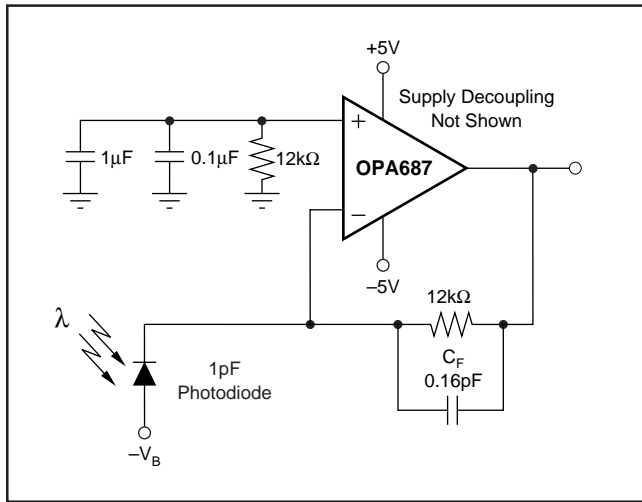 +5V
Supply Decoupling
Not Shown
+
1µF
0.1µF
12kΩ
OPA687
−
−5V
12kΩ
λ
1pF
Photodiode
C_F
0.16pF
−V_B